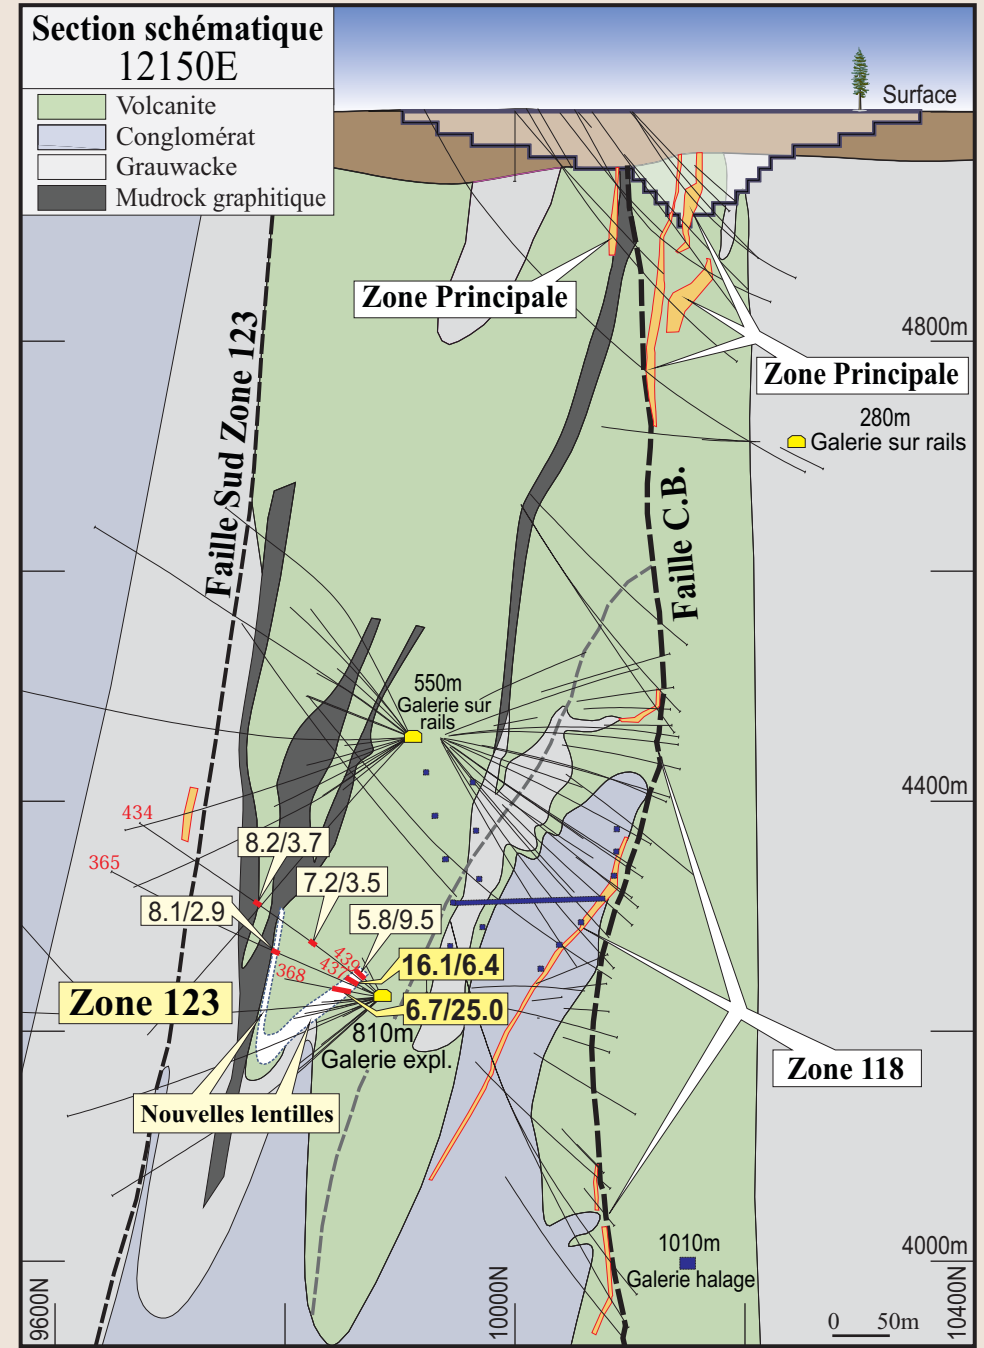 Section schématique
12150E
Volcanite
Conglomérat
Grauwacke
Mudrock graphitique
Surface
Zone Principale
4800m
Zone Principale
280m
Galerie sur rails
Faille Sud Zone 123
Faille C.B.
550m
Galerie sur
rails
4400m
434
8.2/3.7
365
7.2/3.5
8.1/2.9
5.8/9.5
439
437
368
16.1/6.4
Zone 123
6.7/25.0
810m
Galerie expl.
Zone 118
Nouvelles lentilles
1010m
Galerie halage
4000m
9600N
10000N
10400N
0 50m